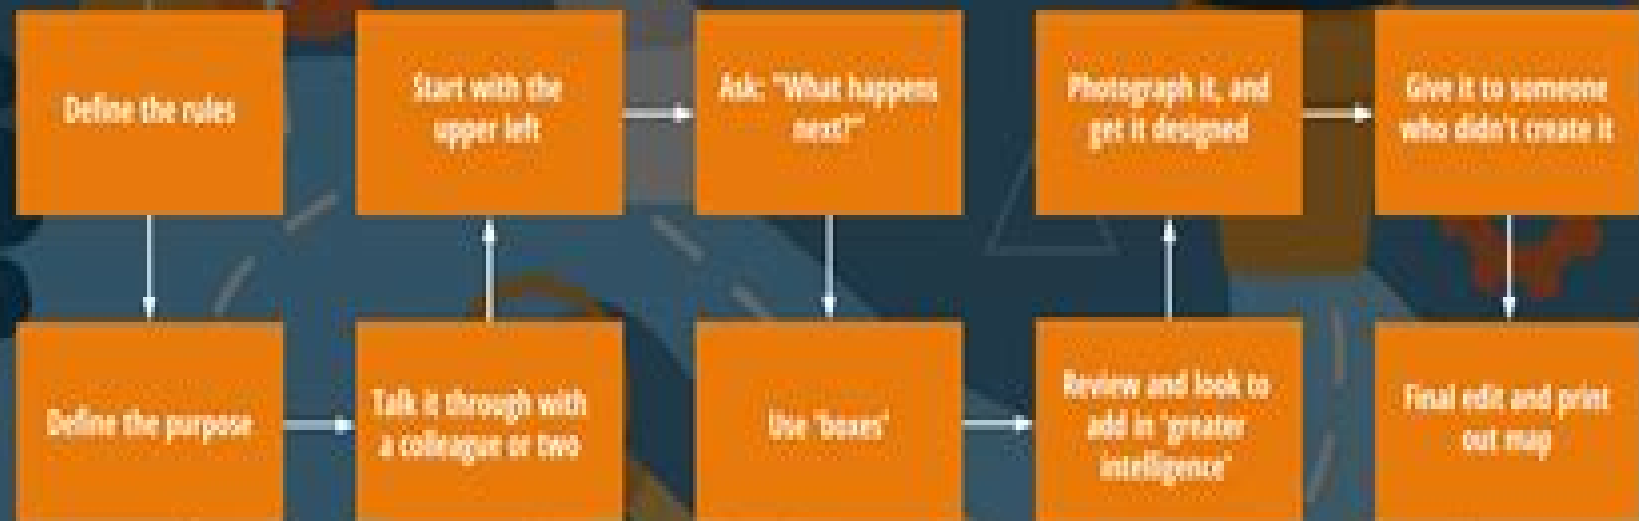 Define the rules
Start with the
upper left
Ask: "What happens
next?"
Photograph it, and
get it designed
Give it to someone
who didn't create it
Define the purpose
Talk it through with
a colleague or two
Use 'boxes'
Review and look to
add in 'greater
intelligence'
Final edit and print
out map